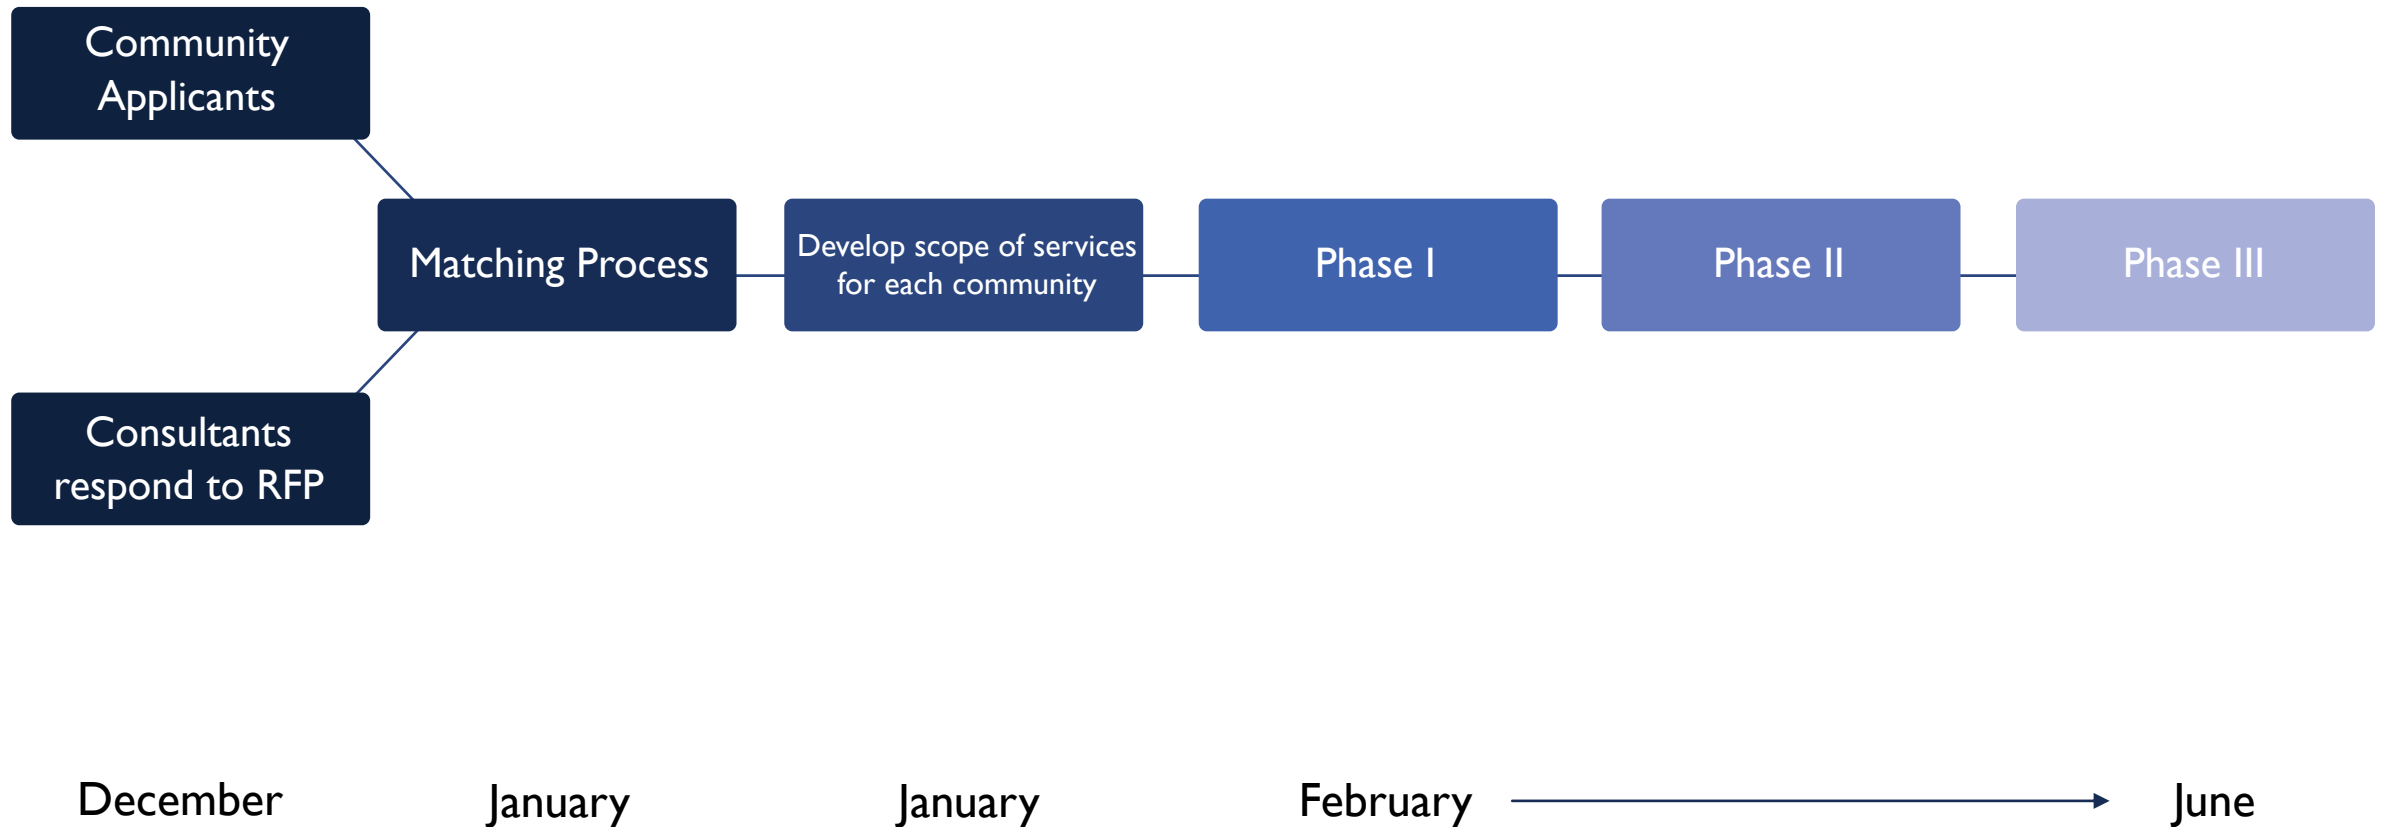 Community
Applicants
Consultants
respond to RFP
Matching Process
Develop scope of services
for each community
Phase I
Phase II
Phase III
December
January
January
February
June